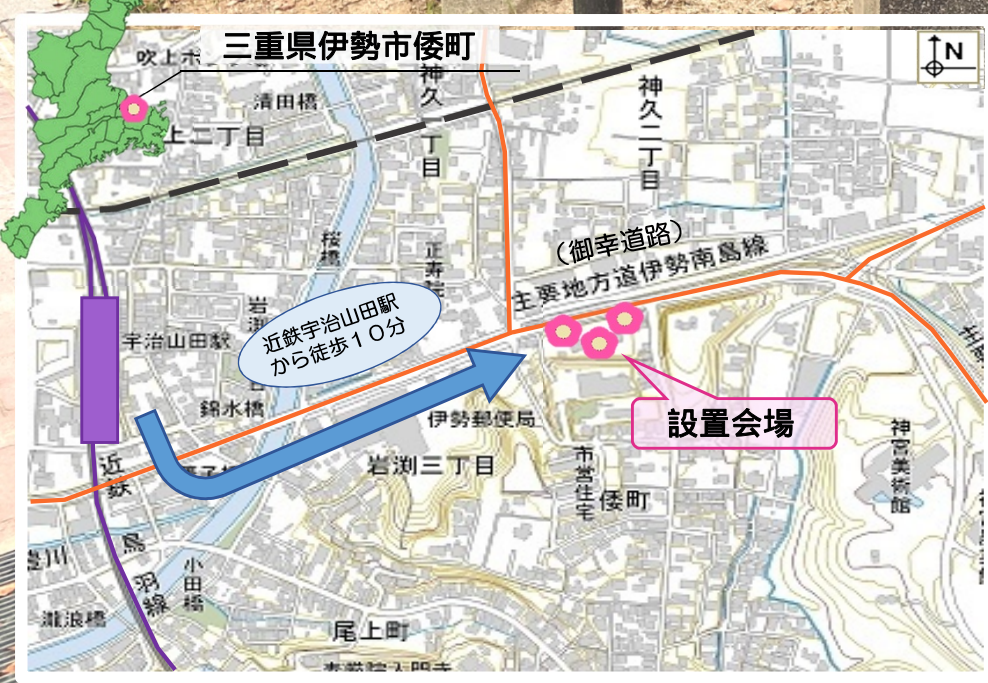 三重県伊勢市倭町
N
吹上ポ
清田橋
神久一丁目
神久二丁目
上二丁目
桜橋
正寿院
（御幸道路）
主要地方道伊勢南島線
近鉄宇治山田駅
から徒歩１０分
宇治山田駅
錦水橋
伊勢郵便局
設置会場
岩渕三丁目
市営住宅
倭町
神宮美術館
近鉄
鳥羽線
小田橋
瀧浪橋
尾上町